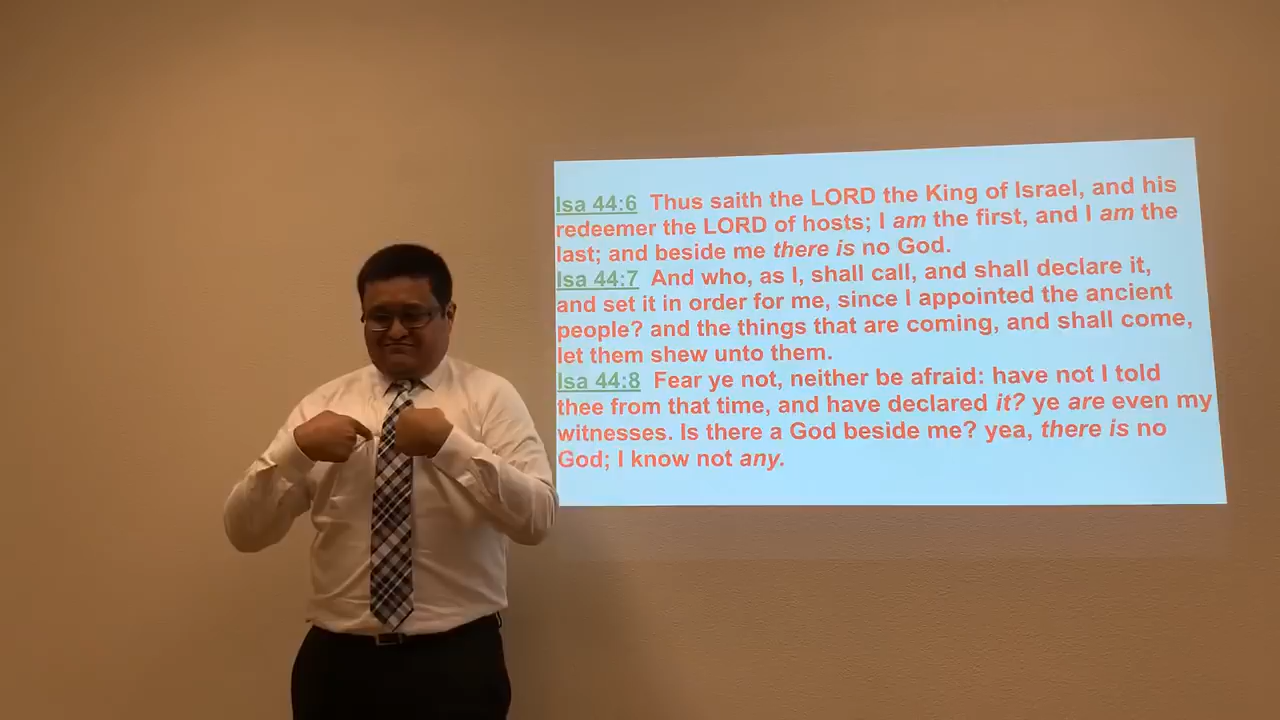 Isa 44:6 Thus saith the LORD the King of Israel, and his
redeemer the LORD of hosts; I am the first, and I am the
last; and beside me there is no God.
Isa 44:7 And who, as I, shall call, and shall declare it,
and set it in order for me, since I appointed the ancient
people? and the things that are coming, and shall come,
let them shew unto them.
Isa 44:8 Fear ye not, neither be afraid: have not I told
thee from that time, and have declared it? ye are even my
witnesses. Is there a God beside me? yea, there is no
God; I know not any.